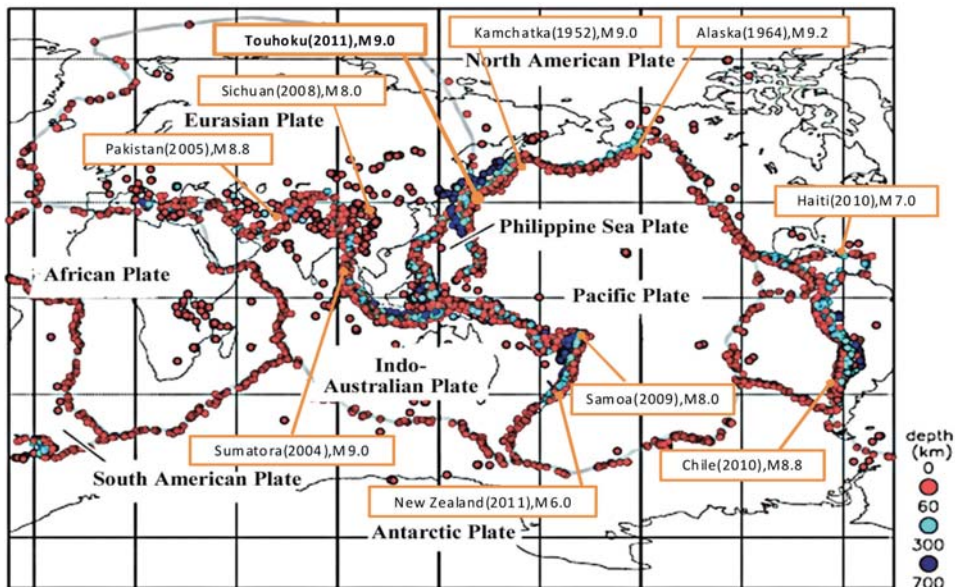 Touhoku(2011),M9.0
Kamchatka(1952),M9.0
Alaska(1964),M9.2
North American Plate
Sichuan(2008),M8.0
Eurasian Plate
Pakistan(2005),M8.8
Haiti(2010),M7.0
Philippine Sea Plate
African Plate
Pacific Plate
Indo-
Australian Plate
Samoa(2009),M8.0
Sumatora(2004),M9.0
Chile(2010),M8.8
South American Plate
New Zealand(2011),M6.0
Antarctic Plate
depth
(km)
0
60
300
700